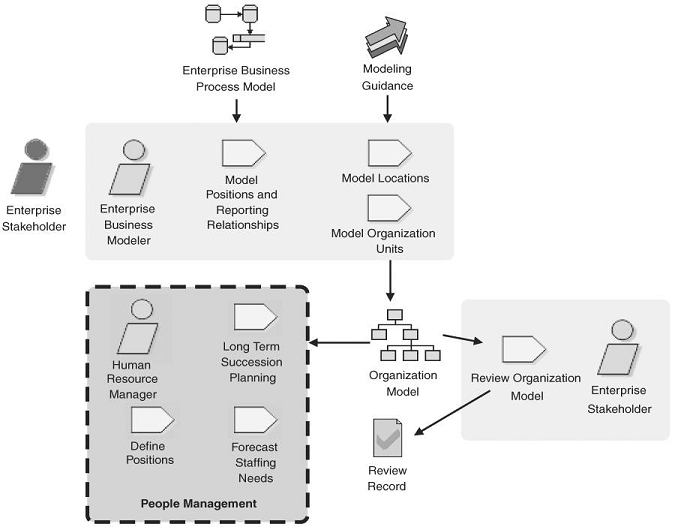 Enterprise Business
Process Model
Modeling
Guidance
Enterprise
Stakeholder
Enterprise
Business
Modeler
Model
Positions and
Reporting
Relationships
Model Locations
Model Organization
Units
Human
Resource
Manager
Long Term
Succession
Planning
Define
Positions
Forecast
Staffing
Needs
People Management
Organization
Model
Review Organization
Model
Enterprise
Stakeholder
Review
Record